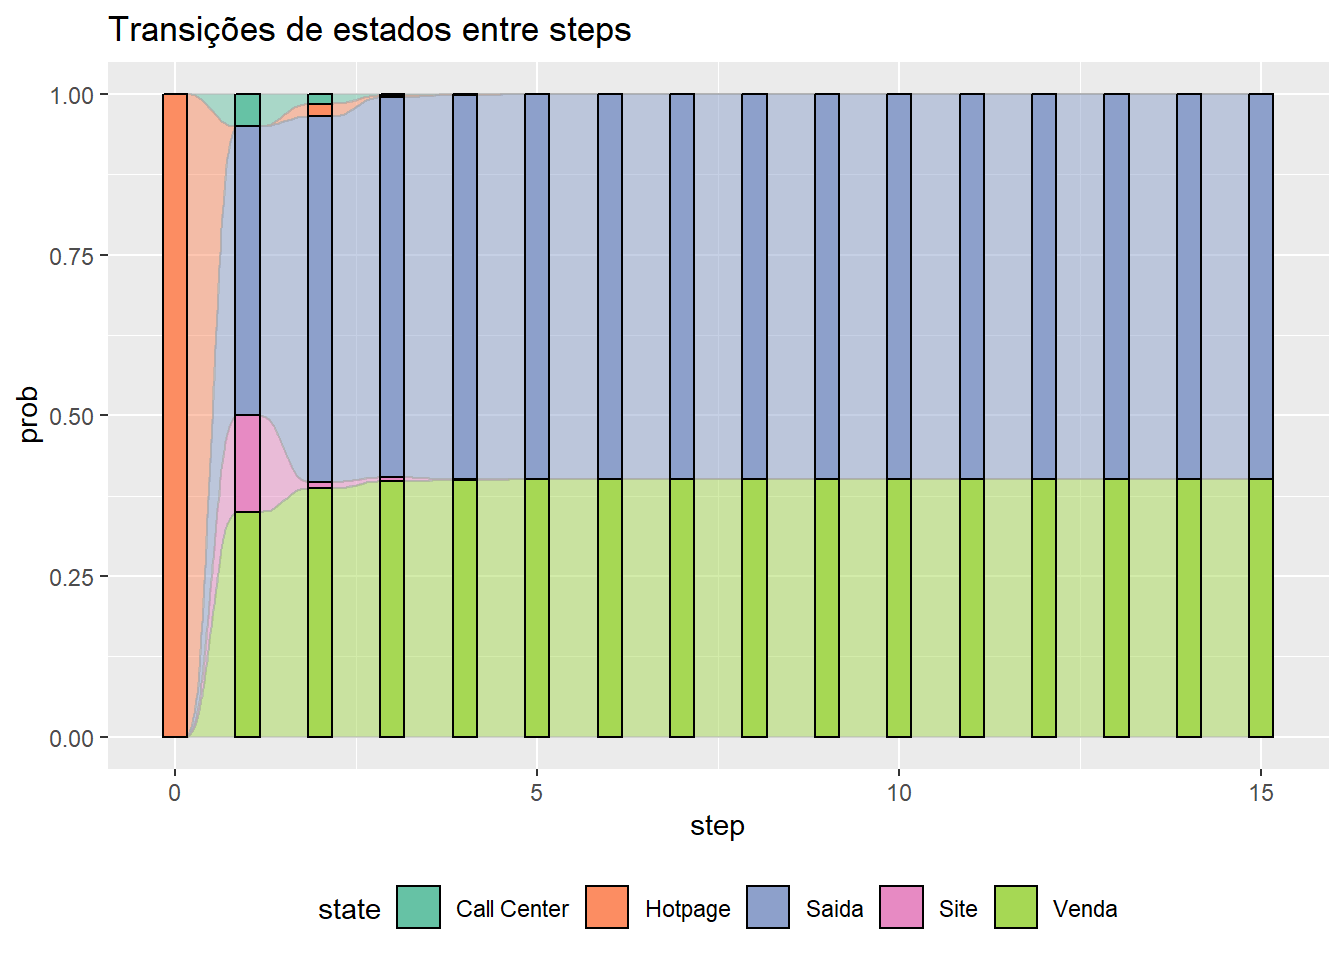 Transições de estados entre steps
1.00
0.75
0.50
0.25
0.00
prob
0 5 10 15
step
state Call Center Hotpage Saida Site Venda